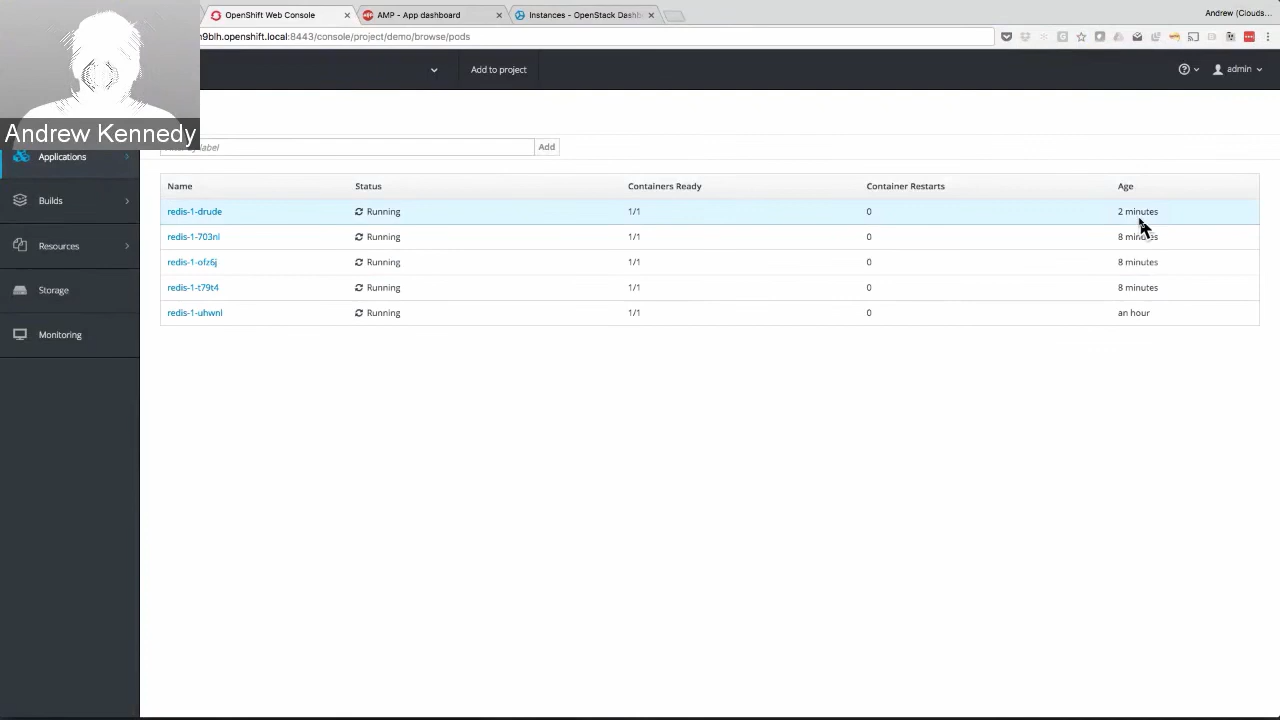 OpenShift Web Console
AMP - App dashboard
Instances - OpenStack Dashb
Andrew (Clouds...
n9blh.openshift.local:8443/console/project/demo/browse/pods
Add to project
admin
Andrew Kennedy
label
Add
Applications
Builds
Resources
Storage
Monitoring
Name Status Containers Ready Container Restarts Age
redis-1-drude Running 1/1 0 2 minutes
redis-1-703nl Running 1/1 0 8 minutes
redis-1-ofz6j Running 1/1 0 8 minutes
redis-1-t79t4 Running 1/1 0 8 minutes
redis-1-uhwnl Running 1/1 0 an hour